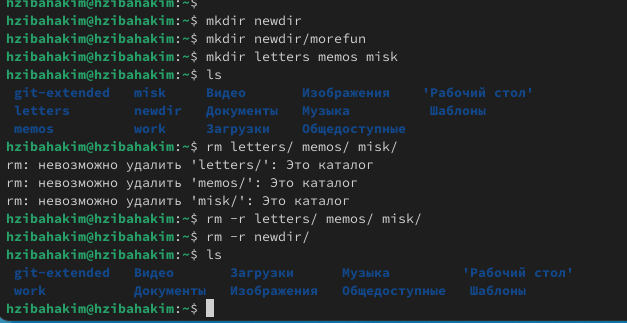 hzibahakim@hzibahakim:~$
hzibahakim@hzibahakim:~$ mkdir newdir
hzibahakim@hzibahakim:~$ mkdir newdir/morefun
hzibahakim@hzibahakim:~$ mkdir letters memos misk
hzibahakim@hzibahakim:~$ ls
git-extended misk Видео Изображения 'Рабочий стол'
letters newdir Документы Музыка Шаблоны
memos work Загрузки Общедоступные
hzibahakim@hzibahakim:~$ rm letters/ memos/ misk/
rm: невозможно удалить 'letters/': Это каталог
rm: невозможно удалить 'memos/': Это каталог
rm: невозможно удалить 'misk/': Это каталог
hzibahakim@hzibahakim:~$ rm -r letters/ memos/ misk/
hzibahakim@hzibahakim:~$ rm -r newdir/
hzibahakim@hzibahakim:~$ ls
git-extended Видео Загрузки Музыка 'Рабочий стол'
work Документы Изображения Общедоступные Шаблоны
hzibahakim@hzibahakim:~$